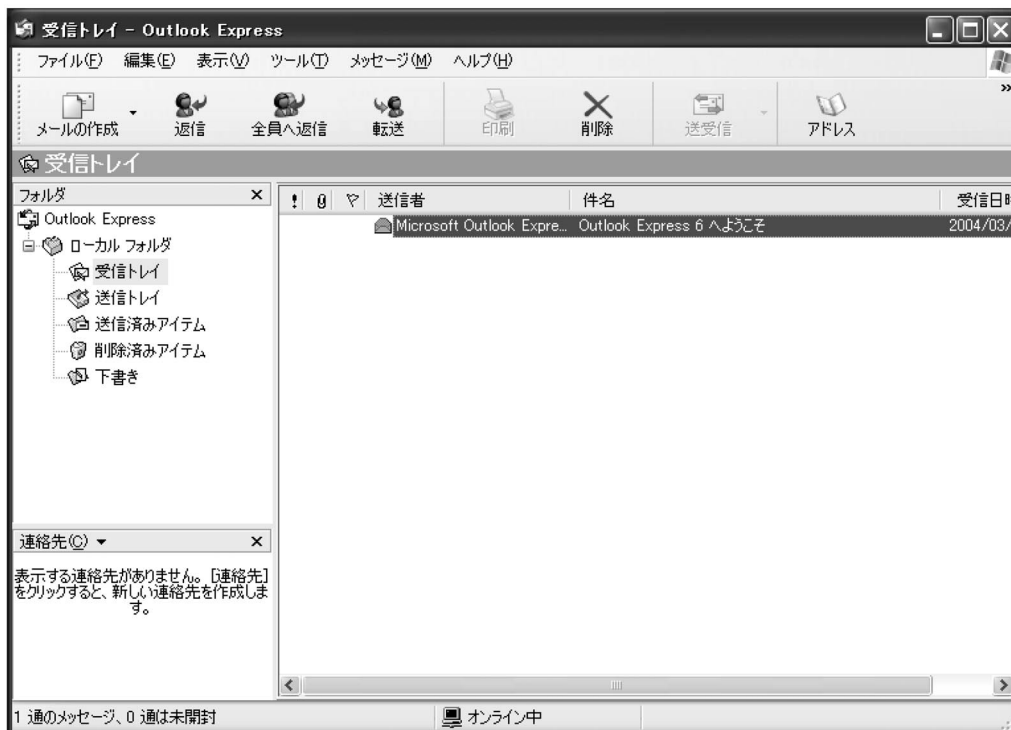 受信トレイ - Outlook Express
ファイル(F) 編集(E) 表示(V) ツール(T) メッセージ(M) ヘルプ(H)
メールの作成 返信 全員へ返信 転送 印刷 削除 送受信 アドレス
受信トレイ
フォルダ
! 送信者 件名 受信日時
Outlook Express
Microsoft Outlook Expre... Outlook Express 6 へようこそ 2004/03/
ローカル フォルダ
受信トレイ
送信トレイ
送信済みアイテム
削除済みアイテム
下書き
連絡先(C)
表示する連絡先がありません。[連絡先]
をクリックすると、新しい連絡先を作成しま
す。
1 通のメッセージ、0 通は未開封 オンライン中